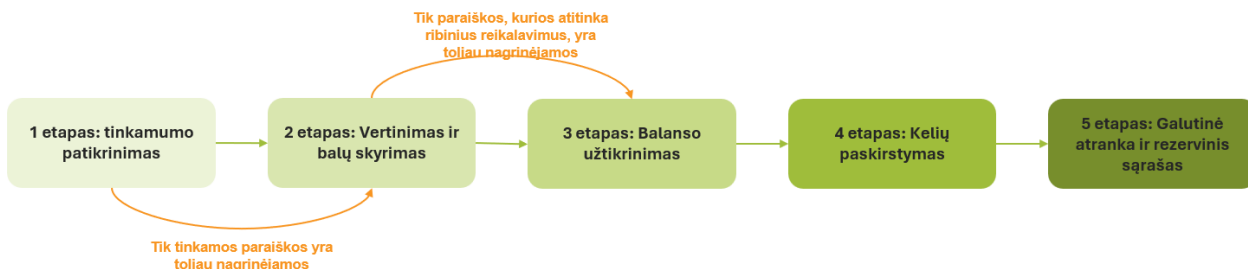 Tik paraiškos, kurios atitinka
ribinius reikalavimus, yra
toliau nagrinėjamos
1 etapas: tinkamumo
patikrinimas
2 etapas: Vertinimas ir
balų skyrimas
3 etapas: Balanso
užtikrinimas
4 etapas: Kelių
paskirstymas
5 etapas: Galutinė
atranka ir rezervinis
sąrašas
Tik tinkamos paraiškos yra
toliau nagrinėjamos